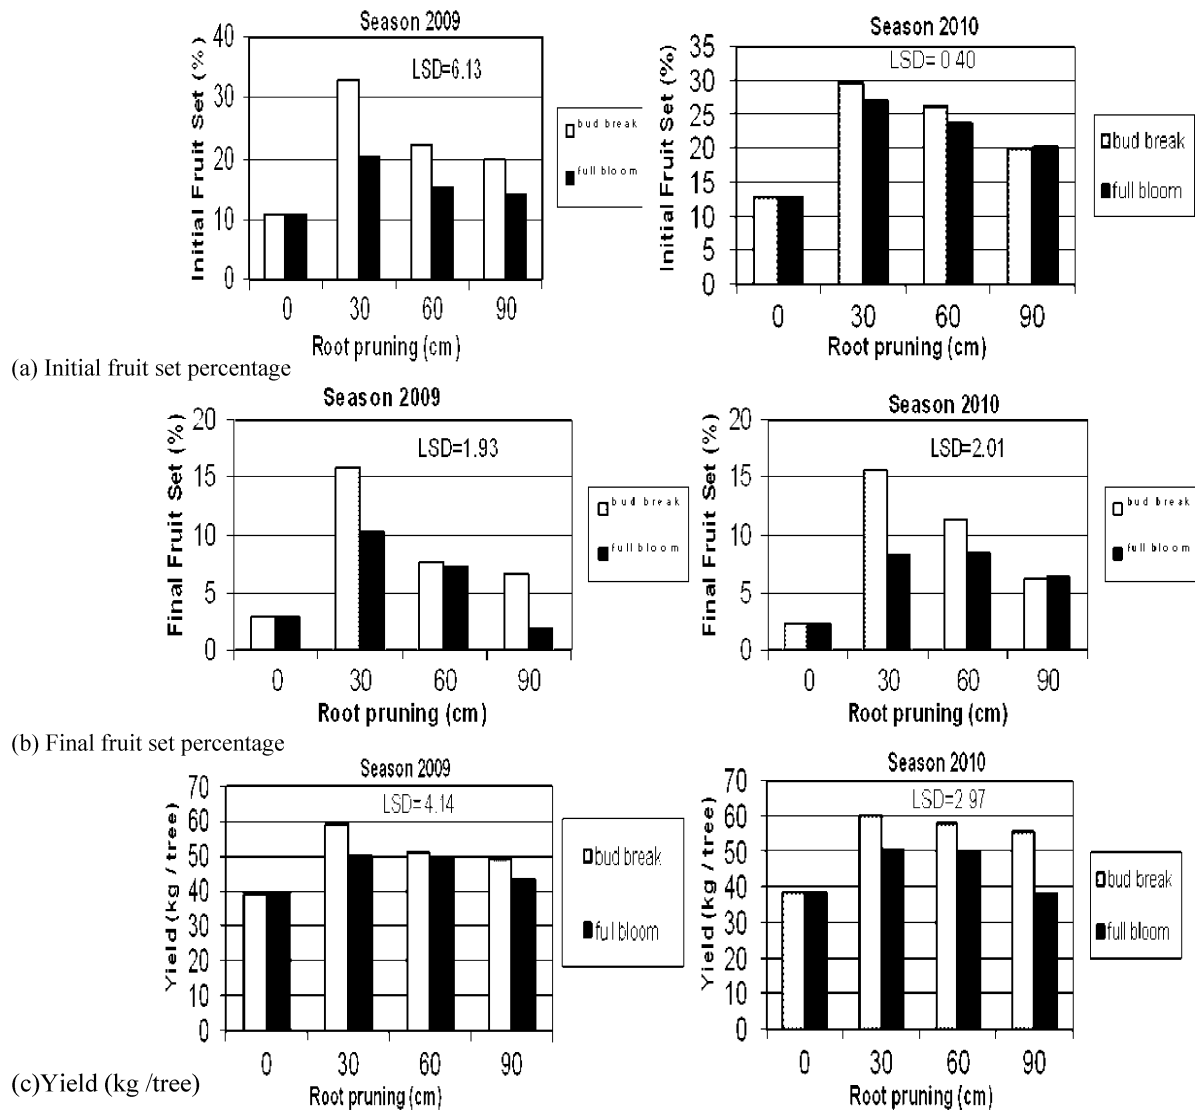 Season 2009
Initial Fruit Set (%)
40
30
20
10
0
LSD=6.13
bud break
full bloom
0 30 60 90
Root pruning (cm)
Season 2010
Initial Fruit Set (%)
35
30
25
20
15
10
5
0
LSD= 0.40
bud break
full bloom
0 30 60 90
Root pruning (cm)
(a) Initial fruit set percentage
Season 2009
Final Fruit Set (%)
20
15
10
5
0
LSD=1.93
bud break
full bloom
0 30 60 90
Root pruning (cm)
Season 2010
Final Fruit Set (%)
20
15
10
5
0
LSD=2.01
bud break
full bloom
0 30 60 90
Root pruning (cm)
(b) Final fruit set percentage
Season 2009
Yield (kg / tree)
70
60
50
40
30
20
10
0
LSD= 4.14
bud break
full bloom
0 30 60 90
Root pruning (cm)
Season 2010
Yield (kg / tree)
70
60
50
40
30
20
10
0
LSD=2.97
bud break
full bloom
0 30 60 90
Root pruning (cm)
(c)Yield (kg /tree)